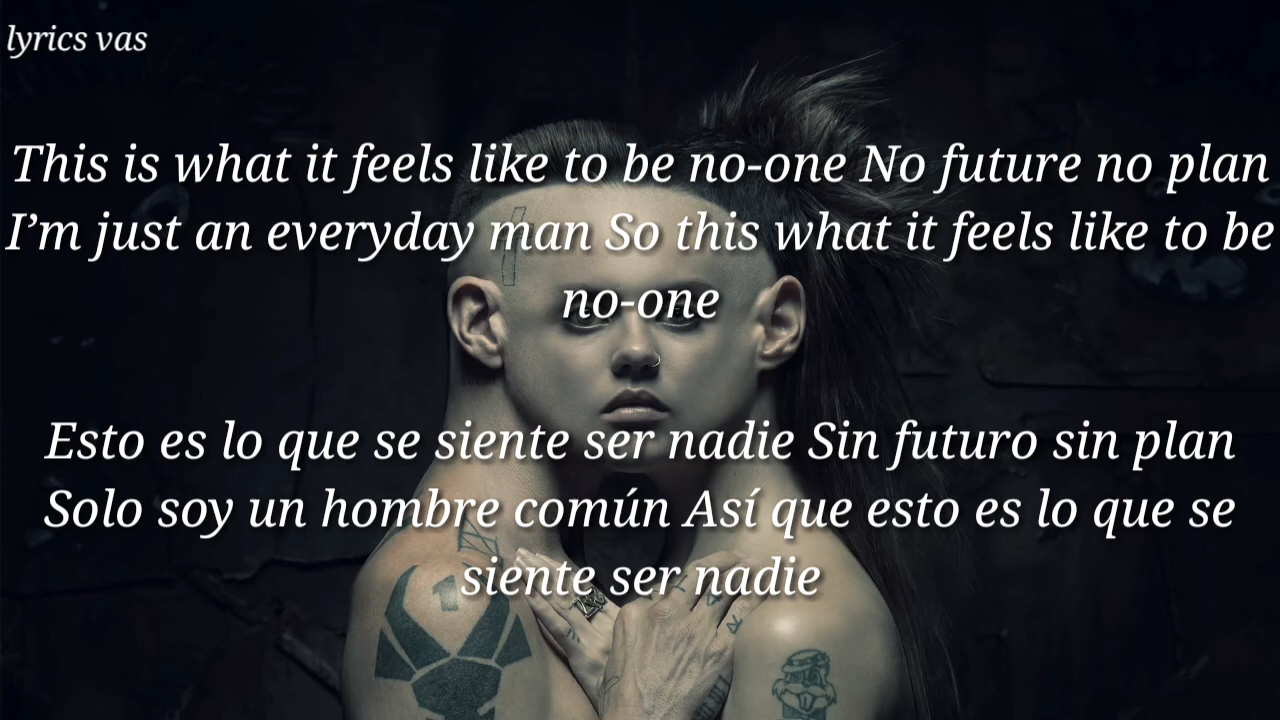 lyrics vas
This is what it feels like to be no-one No future no plan
I’m just an everyday man So this what it feels like to be
no-one
Esto es lo que se siente ser nadie Sin futuro sin plan
Solo soy un hombre común Así que esto es lo que se
siente ser nadie